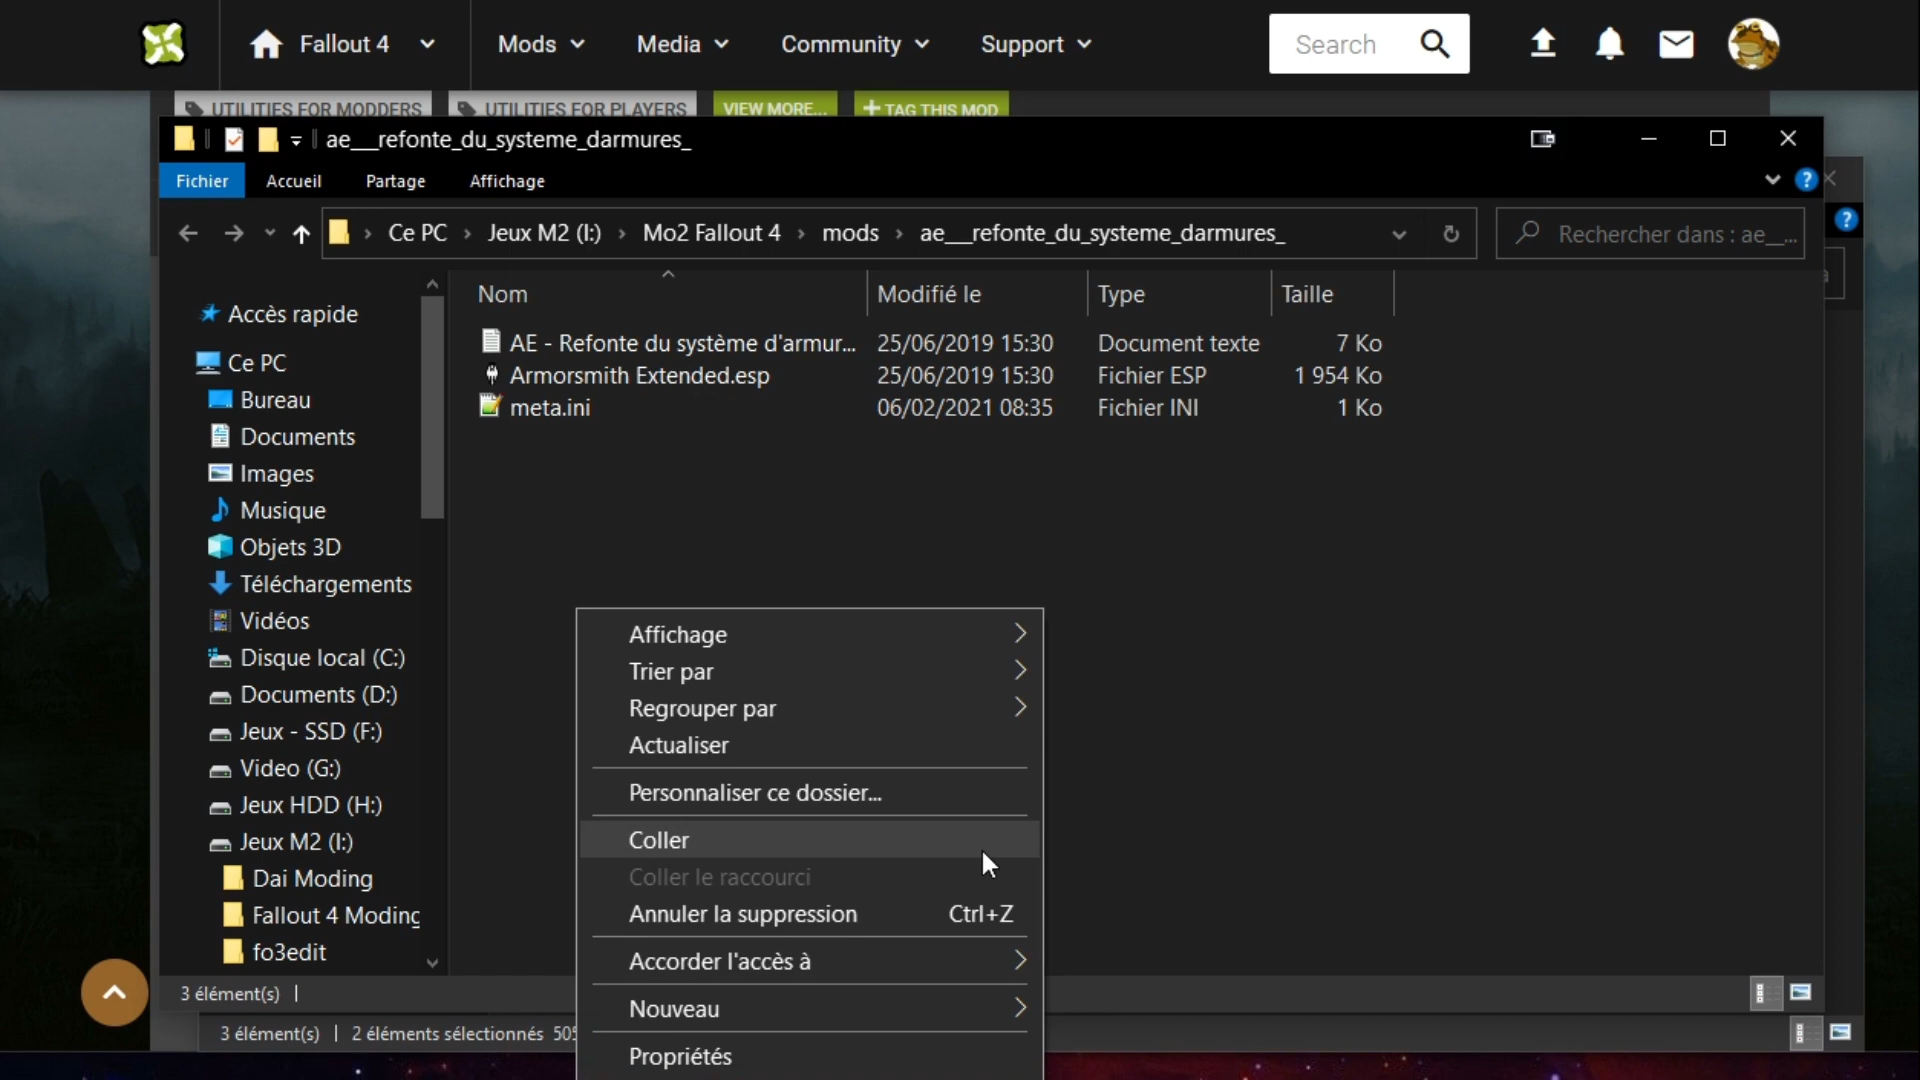 Fallout 4
Mods
Media
Community
Support
Search
UTILITIES FOR MODDERS
UTILITIES FOR PLAYERS
VIEW MORE...
TAG THIS MOD
ae__refonte_du_systeme_darmures_
Fichier
Accueil
Partage
Affichage
Ce PC
Jeux M2 (I:)
Mo2 Fallout 4
mods
ae__refonte_du_systeme_darmures_
Rechercher dans : ae__...
Nom
Modifié le
Type
Taille
AE - Refonte du système d'armur... 25/06/2019 15:30 Document texte 7 Ko
Armorsmith Extended.esp 25/06/2019 15:30 Fichier ESP 1 954 Ko
meta.ini 06/02/2021 08:35 Fichier INI 1 Ko
Accès rapide
Ce PC
Bureau
Documents
Images
Musique
Objets 3D
Téléchargements
Vidéos
Disque local (C:)
Documents (D:)
Jeux - SSD (F:)
Video (G:)
Jeux HDD (H:)
Jeux M2 (I:)
Dai Moding
Fallout 4 Moding
fo3edit
Affichage
Trier par
Regrouper par
Actualiser
Personnaliser ce dossier...
Coller
Coller le raccourci
Annuler la suppression Ctrl+Z
Accorder l'accès à
Nouveau
Propriétés
3 élément(s)
3 élément(s) 2 éléments sélectionnés 505